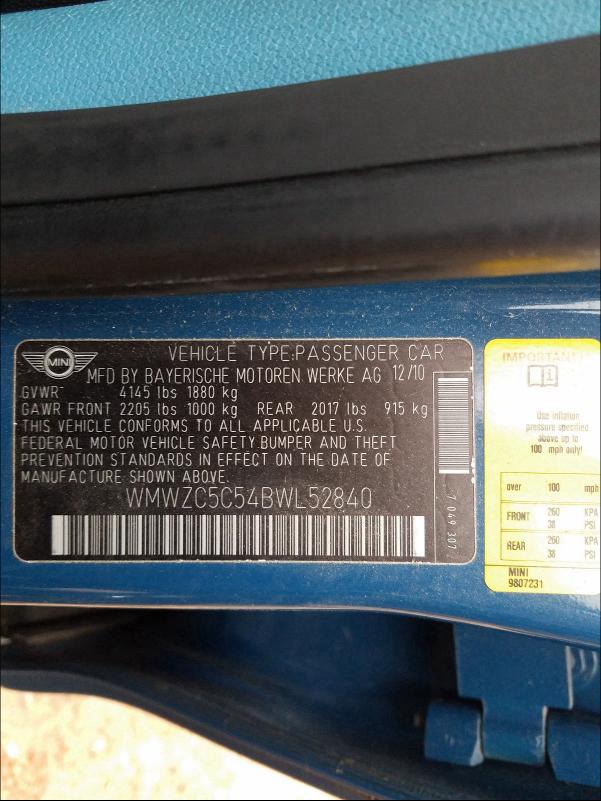 MINI
VEHICLE TYPE:PASSENGER CAR
MFD BY BAYERISCHE MOTOREN WERKE AG 12/10
GVWR 4145 lbs 1880 kg
GAWR FRONT 2205 lbs 1000 kg REAR 2017 lbs 915 kg
THIS VEHICLE CONFORMS TO ALL APPLICABLE U.S.
FEDERAL MOTOR VEHICLE SAFETY,BUMPER AND THEFT
PREVENTION STANDARDS IN EFFECT ON THE DATE OF
MANUFACTURE SHOWN ABOVE.
WMWZC5C54BWL52840
7 049 307
IMPORTANT!
Use inflation
pressure specified
above up to
100 mph only!
over 100 mph
FRONT 260 KPA
38 PSI
REAR 260 KPA
38 PSI
MINI
9807231